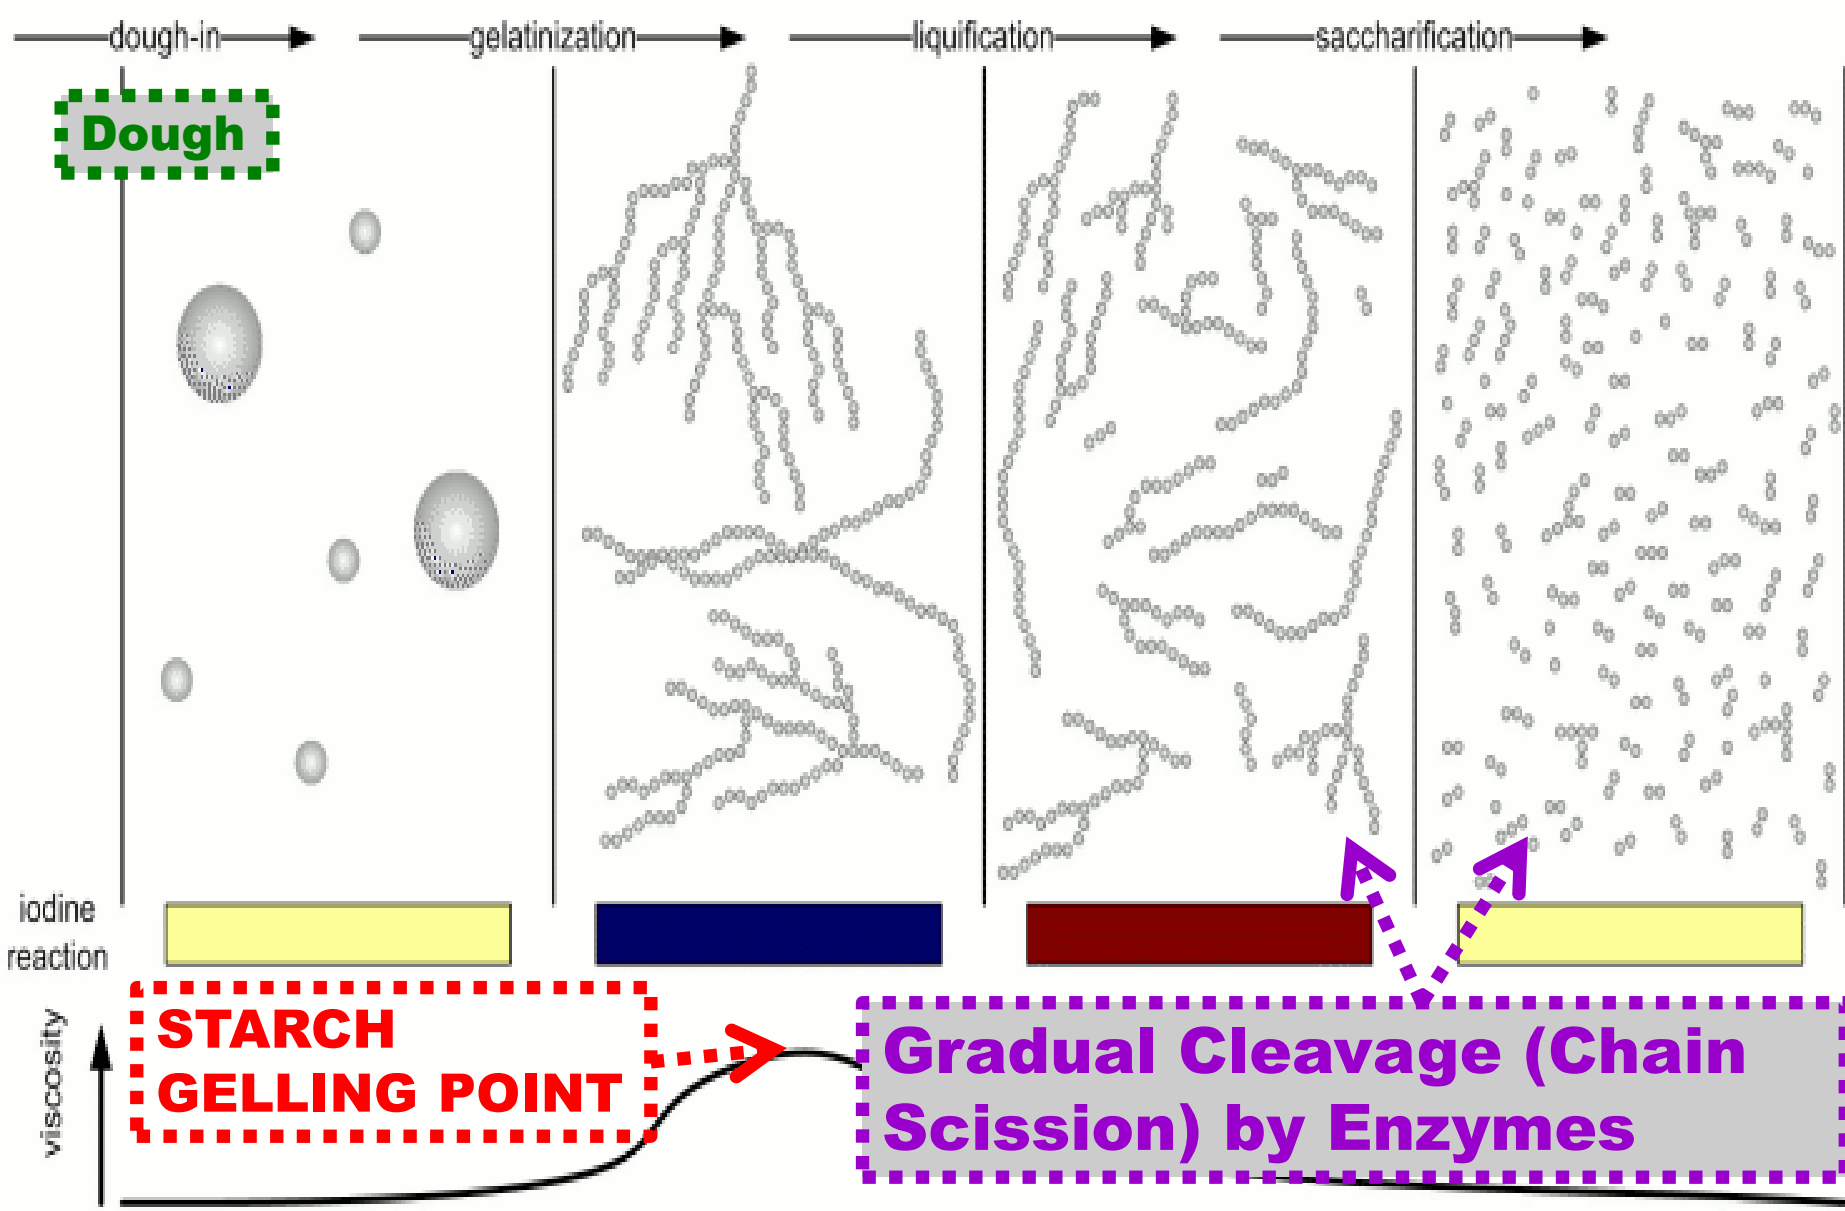 dough-in
gelatinization
liquification
saccharification
Dough
iodine
reaction
viscosity
STARCH
GELLING POINT
Gradual Cleavage (Chain
Scission) by Enzymes